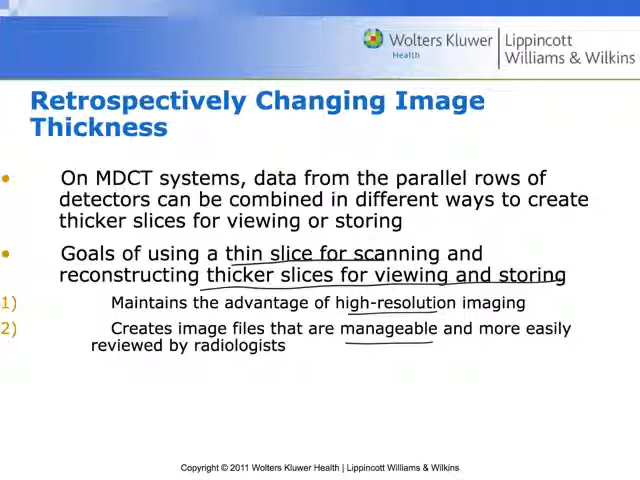 Wolters Kluwer
Health
Lippincott
Williams & Wilkins
Retrospectively Changing Image
Thickness
• On MDCT systems, data from the parallel rows of
detectors can be combined in different ways to create
thicker slices for viewing or storing
• Goals of using a thin slice for scanning and
reconstructing thicker slices for viewing and storing
1) Maintains the advantage of high-resolution imaging
2) Creates image files that are manageable and more easily
reviewed by radiologists
Copyright © 2011 Wolters Kluwer Health | Lippincott Williams & Wilkins